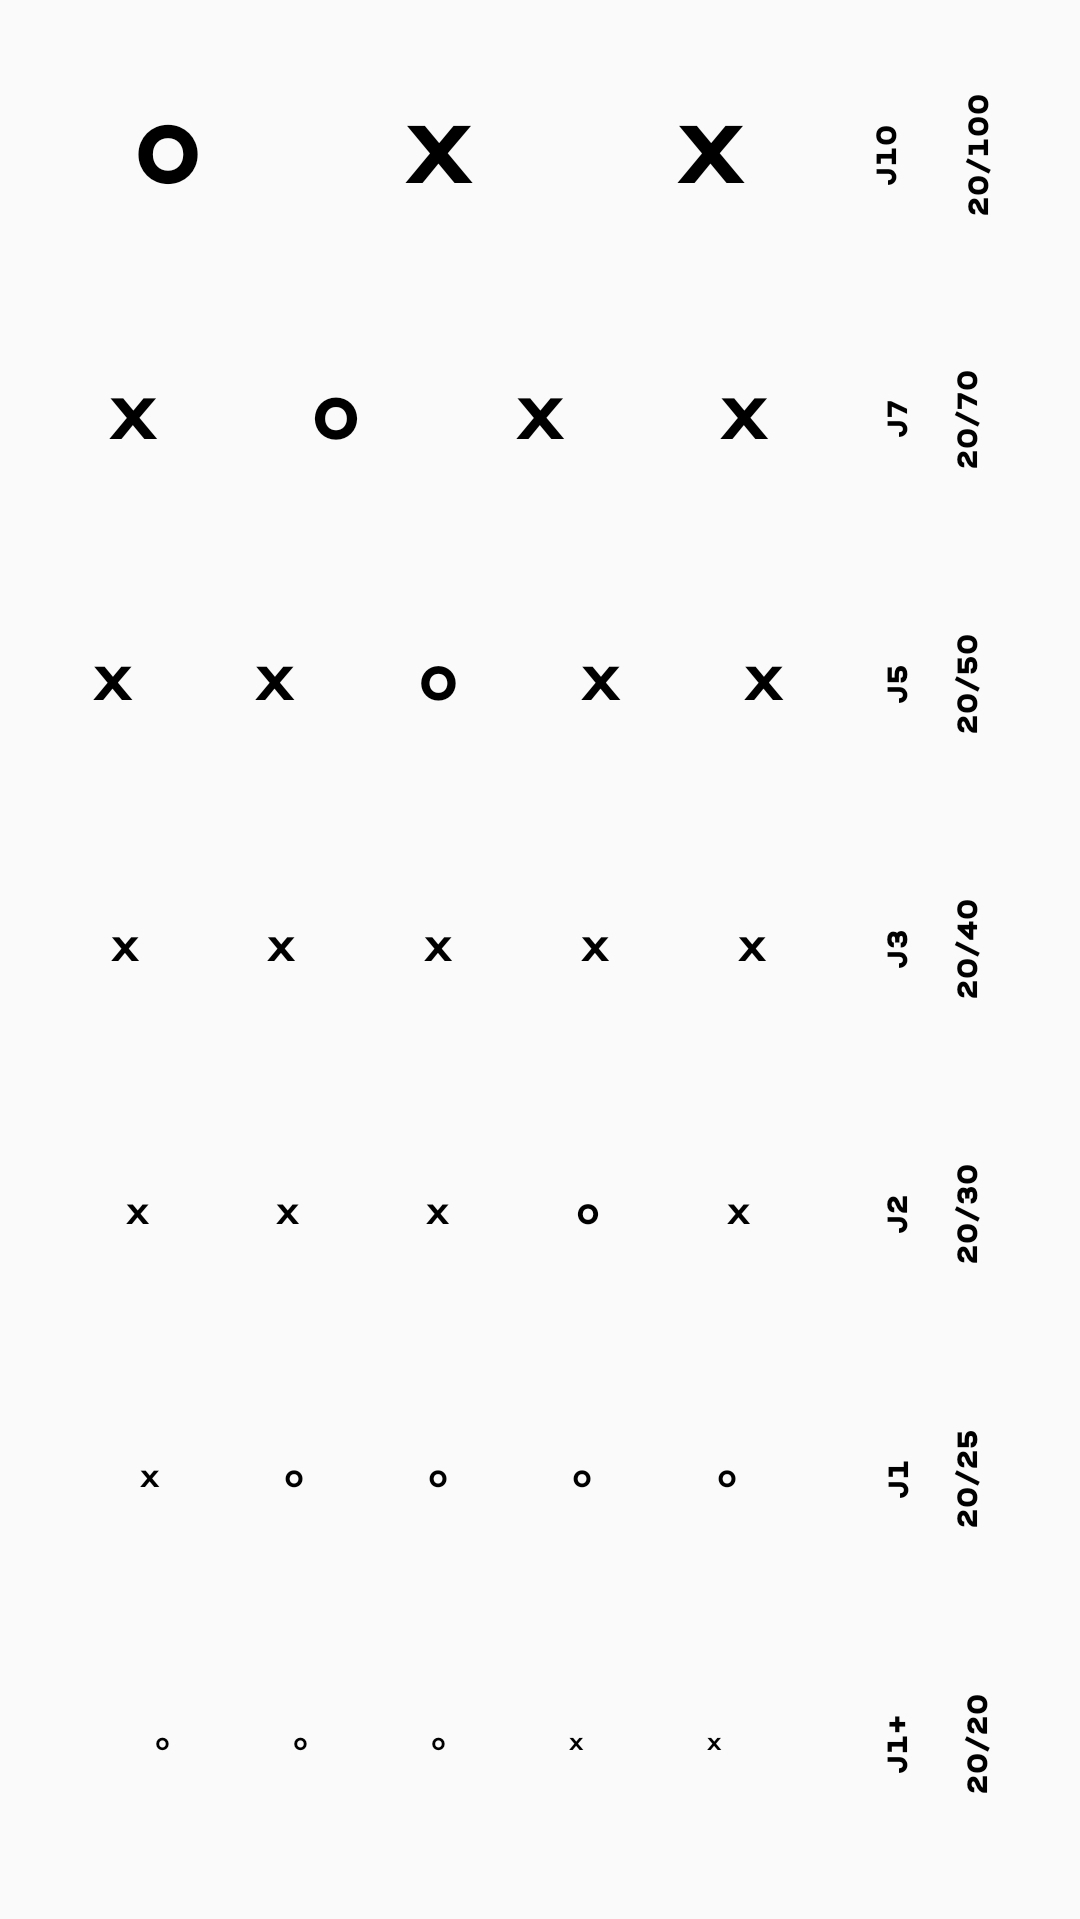 O X X J10 20/100
X O X X J7 20/70
X X O X X J5 20/50
X X X X X J3 20/40
X X X O X J2 20/30
X O O O O J1 20/25
O O O X X J1+ 20/20